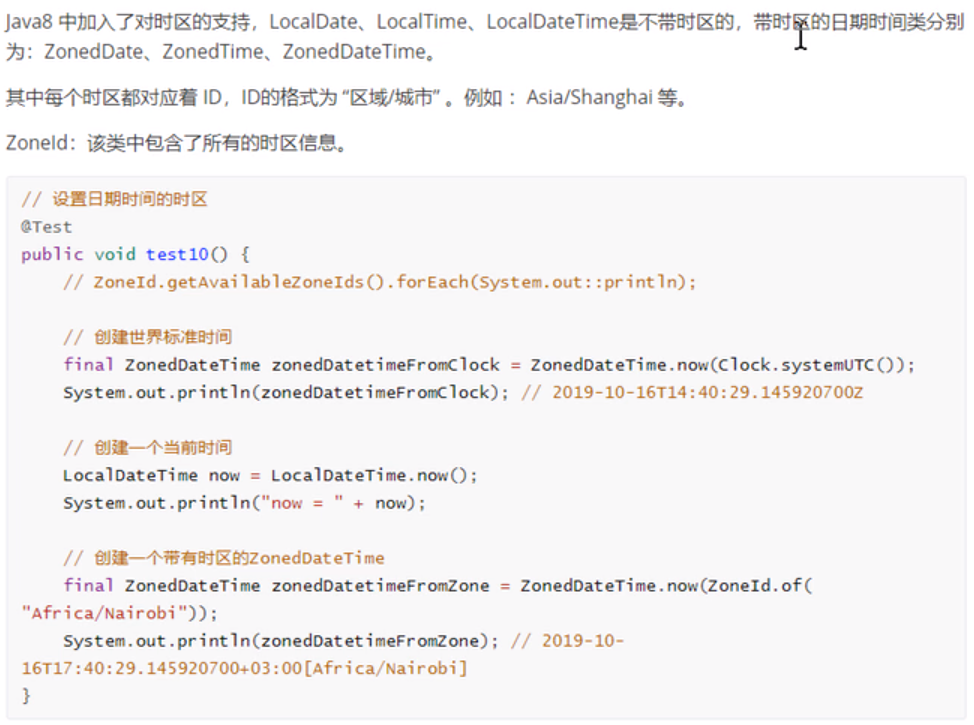 Java8 中加入了对时区的支持，LocalDate、LocalTime、LocalDateTime是不带时区的，带时区的日期时间类分别
为：ZonedDate、ZonedTime、ZonedDateTime。
其中每个时区都对应着 ID，ID的格式为 “区域/城市” 。例如 ：Asia/Shanghai 等。
ZoneId：该类中包含了所有的时区信息。
// 设置日期时间的时区
@Test
public void test10() {
// ZoneId.getAvailableZoneIds().forEach(System.out::println);
// 创建世界标准时间
final ZonedDateTime zonedDatetimeFromClock = ZonedDateTime.now(Clock.systemUTC());
System.out.println(zonedDatetimeFromClock); // 2019-10-16T14:40:29.145920700Z
// 创建一个当前时间
LocalDateTime now = LocalDateTime.now();
System.out.println("now = " + now);
// 创建一个带有时区的ZonedDateTime
final ZonedDateTime zonedDatetimeFromZone = ZonedDateTime.now(ZoneId.of(
"Africa/Nairobi"));
System.out.println(zonedDatetimeFromZone); // 2019-10-
16T17:40:29.145920700+03:00[Africa/Nairobi]
}